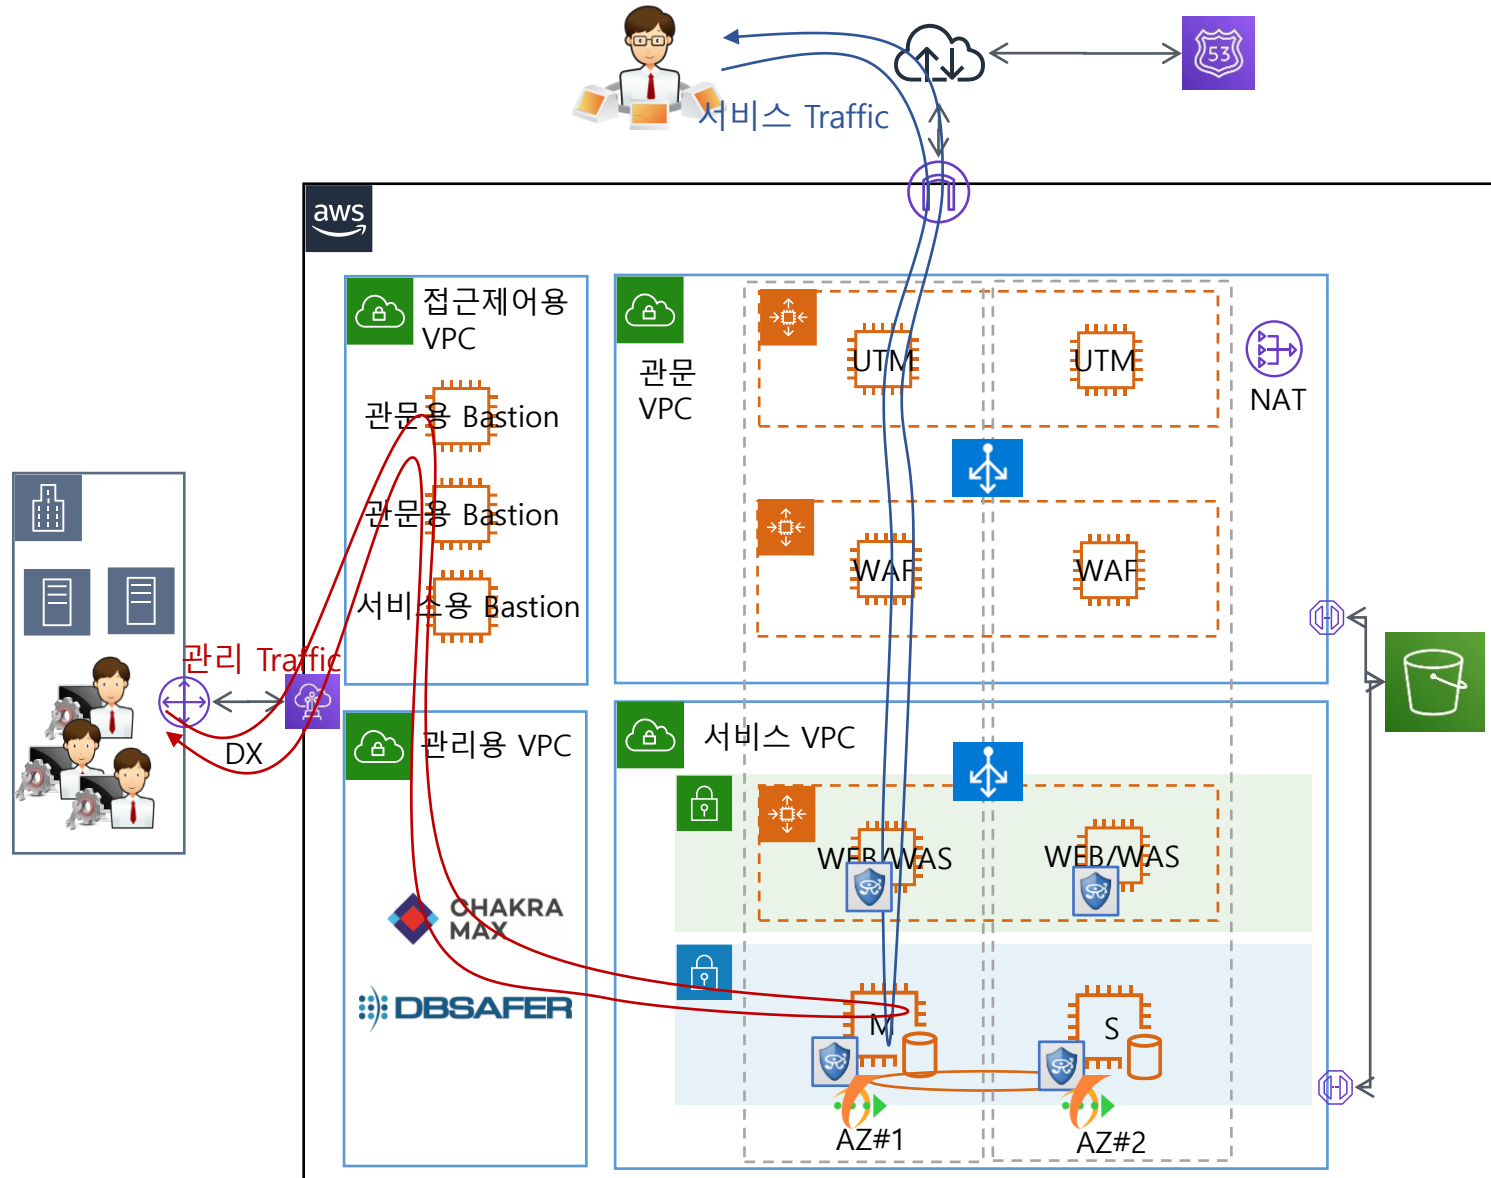 53
서비스 Traffic
aws
접근제어용
VPC
관문용 Bastion
관문용 Bastion
서비스용 Bastion
관문
VPC
UTM
UTM
NAT
WAF
WAF
관리 Traffic
DX
관리용 VPC
CHAKRA
MAX
DBSAFER
서비스 VPC
WEB/WAS
WEB/WAS
M
S
AZ#1
AZ#2